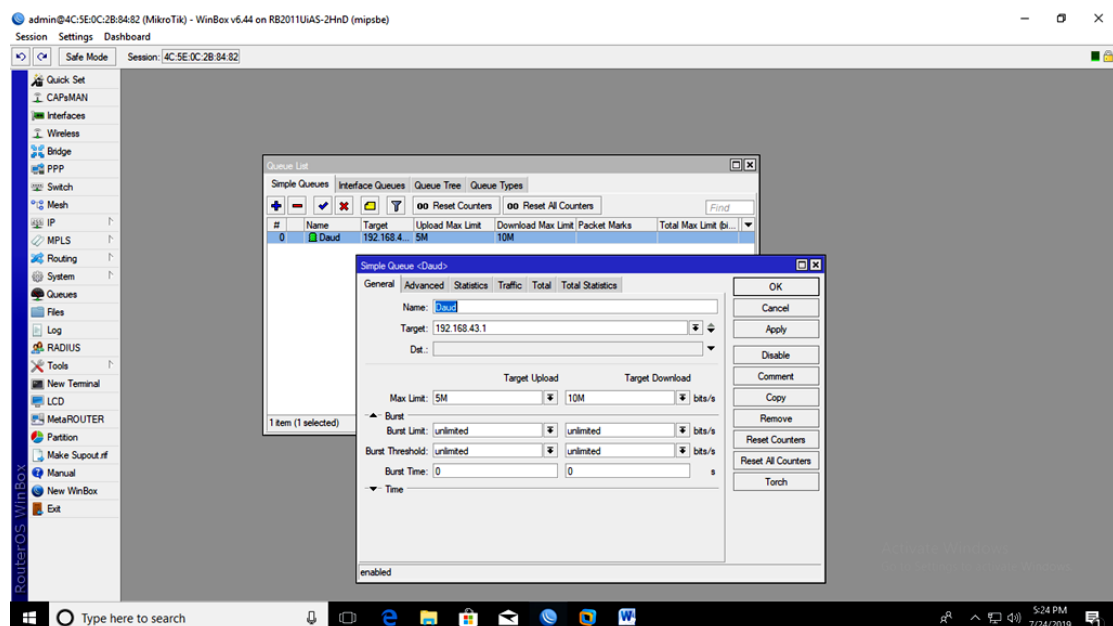 admin@4C:5E:0C:2B:84:82 (MikroTik) - WinBox v6.44 on RB2011UiAS-2HnD (mipsbe)
Session Settings Dashboard
Safe Mode Session: 4C:5E:0C:2B:84:82
Quick Set
CAPsMAN
Interfaces
Wireless
Bridge
PPP
Switch
Mesh
IP
MPLS
Routing
System
Queues
Files
Log
RADIUS
Tools
New Terminal
LCD
MetaROUTER
Partition
Make Supout.rif
Manual
New WinBox
Exit
RouterOS WinBox
Queue List
Simple Queues Interface Queues Queue Tree Queue Types
00 Reset Counters 00 Reset All Counters Find
# Name Target Upload Max Limit Download Max Limit Packet Marks Total Max Limit (bi...
0 Daud 192.168.4... 5M 10M
1 item (1 selected)
Simple Queue <Daud>
General Advanced Statistics Traffic Total Total Statistics
Name: Daud
Target: 192.168.43.1
Dst.:
Target Upload Target Download
Max Limit: 5M 10M bits/s
Burst
Burst Limit: unlimited unlimited bits/s
Burst Threshold: unlimited unlimited bits/s
Burst Time: 0 0 s
Time
enabled
OK
Cancel
Apply
Disable
Comment
Copy
Remove
Reset Counters
Reset All Counters
Torch
Activate Windows
Type here to search
5:24 PM
7/24/2019